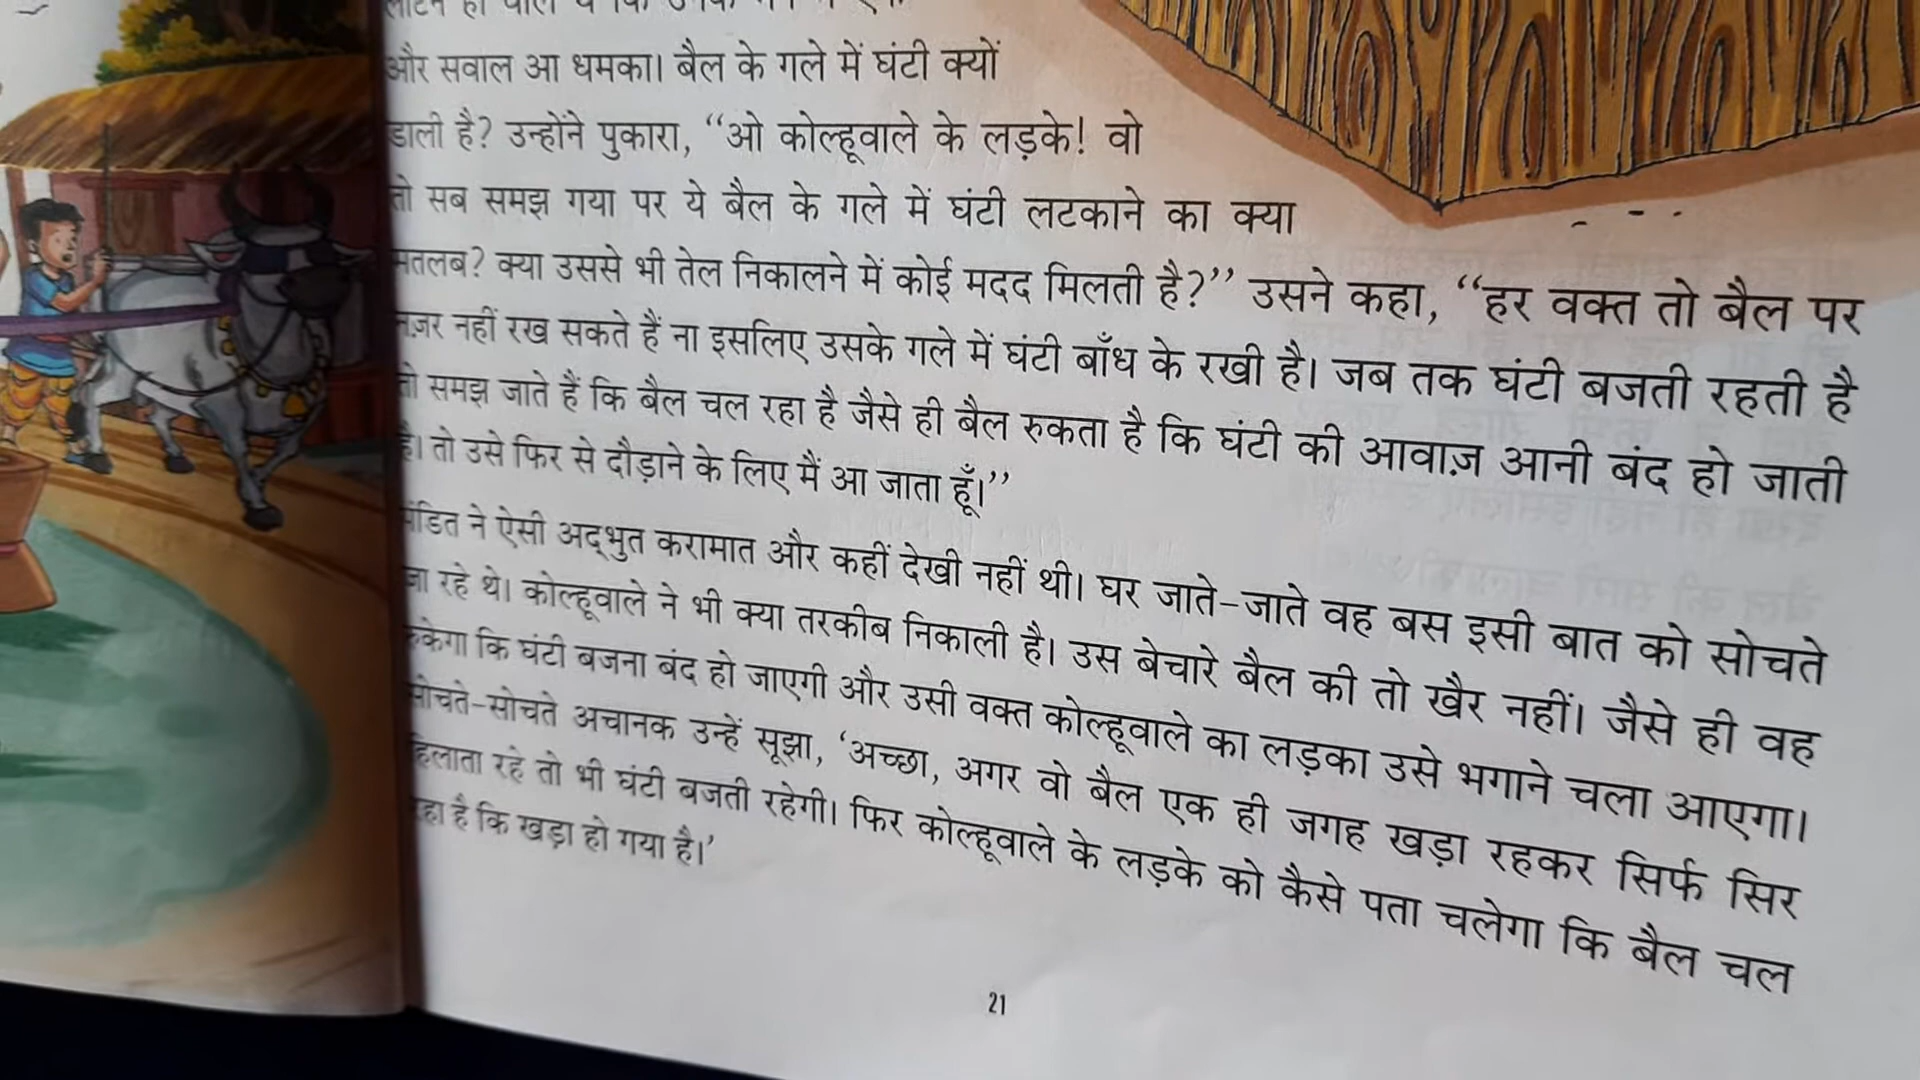 और सवाल आ धमका। बैल के गले में घंटी क्यों
डाली है? उन्होंने पुकारा, “ओ कोल्हूवाले के लड़के! वो
तो सब समझ गया पर ये बैल के गले में घंटी लटकाने का क्या
मतलब? क्या उससे भी तेल निकालने में कोई मदद मिलती है?” उसने कहा, “हर वक्त तो बैल पर
नज़र नहीं रख सकते हैं ना इसलिए उसके गले में घंटी बाँध के रखी है। जब तक घंटी बजती रहती है
तो समझ जाते हैं कि बैल चल रहा है जैसे ही बैल रुकता है कि घंटी की आवाज़ आनी बंद हो जाती
है। तो उसे फिर से दौड़ाने के लिए मैं आ जाता हूँ।”
पंडित ने ऐसी अद्‌भुत करामात और कहीं देखी नहीं थी। घर जाते-जाते वह बस इसी बात को सोचते
जा रहे थे। कोल्हूवाले ने भी क्या तरकीब निकाली है। उस बेचारे बैल की तो खैर नहीं। जैसे ही वह
रुकेगा कि घंटी बजना बंद हो जाएगी और उसी वक्त कोल्हूवाले का लड़का उसे भगाने चला आएगा।
सोचते-सोचते अचानक उन्हें सूझा, ‘अच्छा, अगर वो बैल एक ही जगह खड़ा रहकर सिर्फ सिर
हिलाता रहे तो भी घंटी बजती रहेगी। फिर कोल्हूवाले के लड़के को कैसे पता चलेगा कि बैल चल
रहा है कि खड़ा हो गया है।’
21